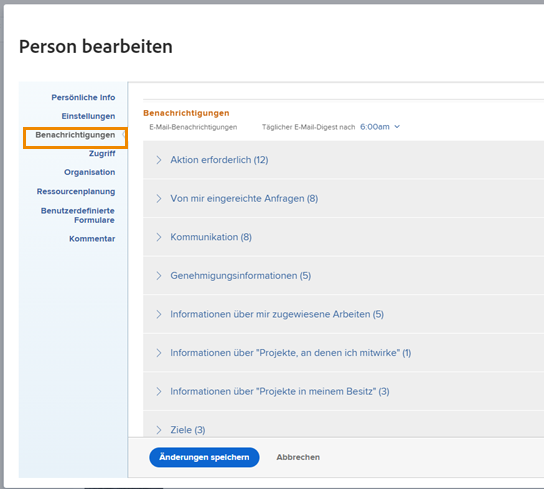 Person bearbeiten
Persönliche Info
Einstellungen
Benachrichtigungen
Zugriff
Organisation
Ressourcenplanung
Benutzerdefinierte
Formulare
Kommentar
Benachrichtigungen
E-Mail-Benachrichtigungen Täglicher E-Mail-Digest nach 6:00am
Aktion erforderlich (12)
Von mir eingereichte Anfragen (8)
Kommunikation (8)
Genehmigungsinformationen (5)
Informationen über mir zugewiesene Arbeiten (5)
Informationen über "Projekte, an denen ich mitwirke" (1)
Informationen über "Projekte in meinem Besitz" (3)
Ziele (3)
Änderungen speichern Abbrechen